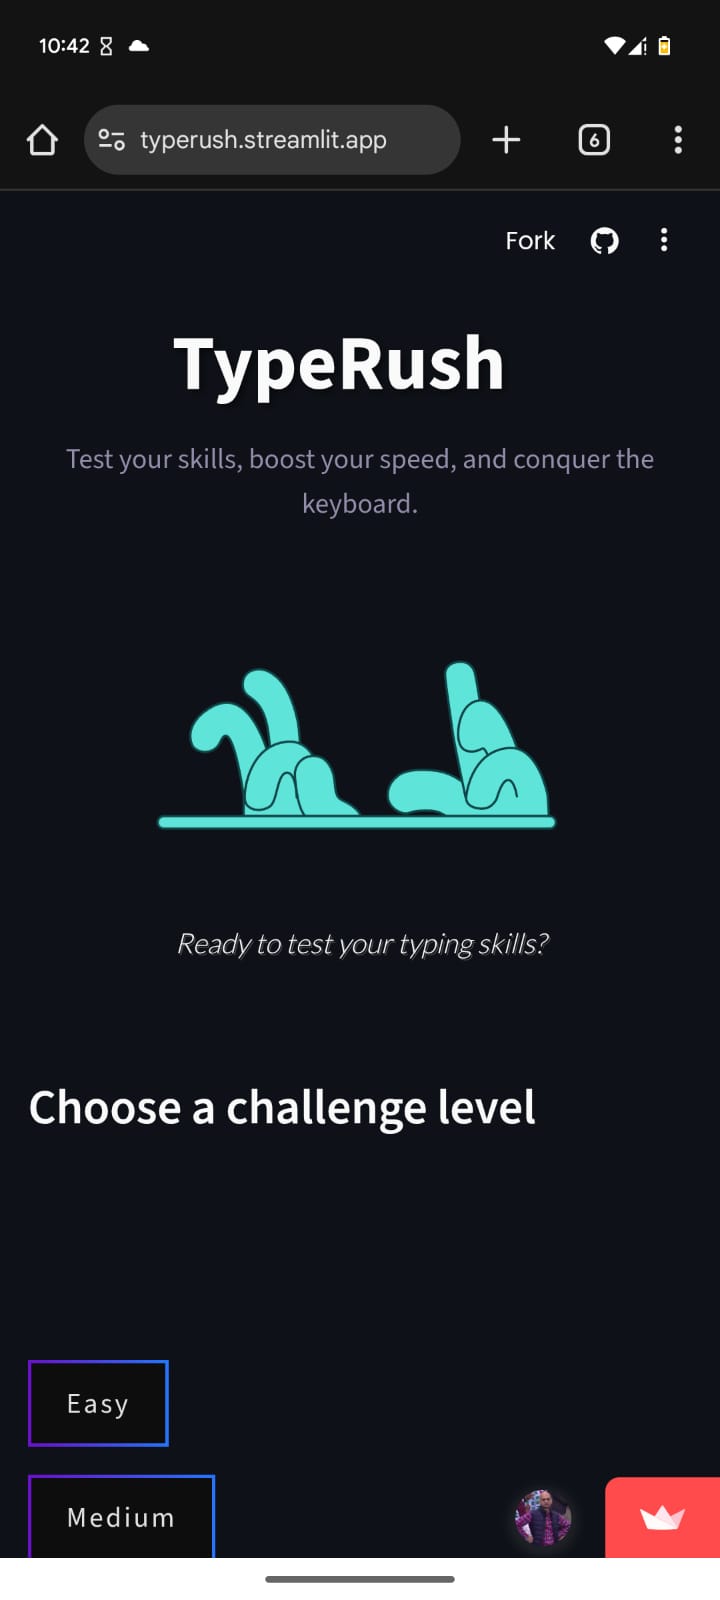 10:42
typerush.streamlit.app
6
Fork
TypeRush
Test your skills, boost your speed, and conquer the
keyboard.
Ready to test your typing skills?
Choose a challenge level
Easy
Medium